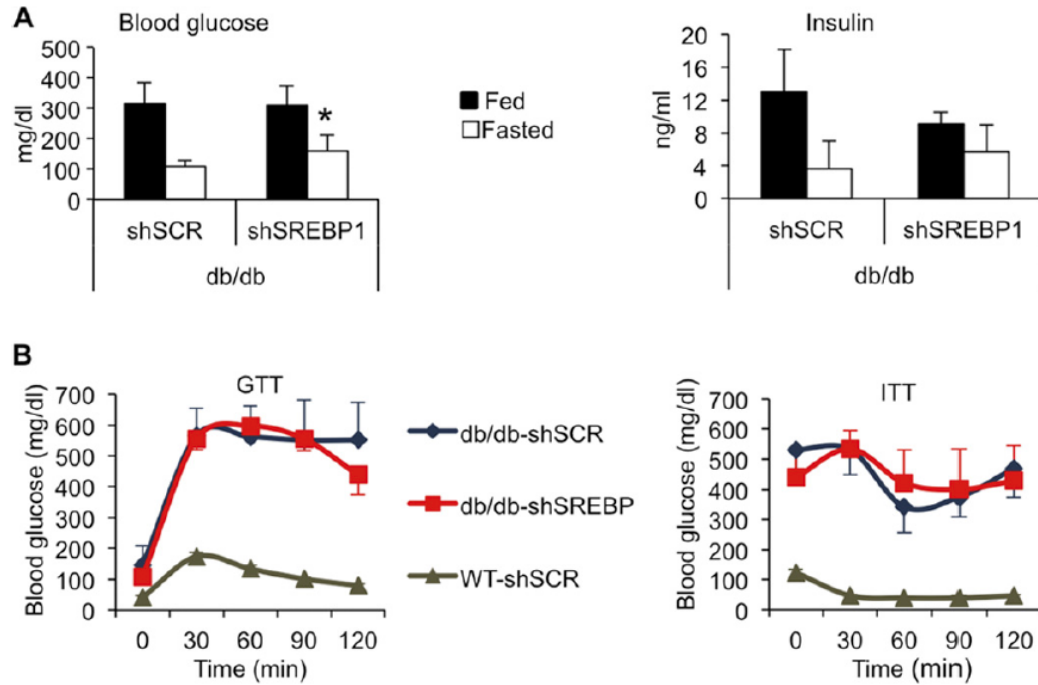 A
Blood glucose
mg/dl
500
400
300
200
100
0
*
shSCR
shSREBP1
db/db
Fed
Fasted
Insulin
ng/ml
20
16
12
8
4
0
shSCR
shSREBP1
db/db
B
GTT
Blood glucose (mg/dl)
700
600
500
400
300
200
100
0
0 30 60 90 120
Time (min)
db/db-shSCR
db/db-shSREBP
WT-shSCR
ITT
Blood glucose (mg/dl)
700
600
500
400
300
200
100
0
0 30 60 90 120
Time (min)